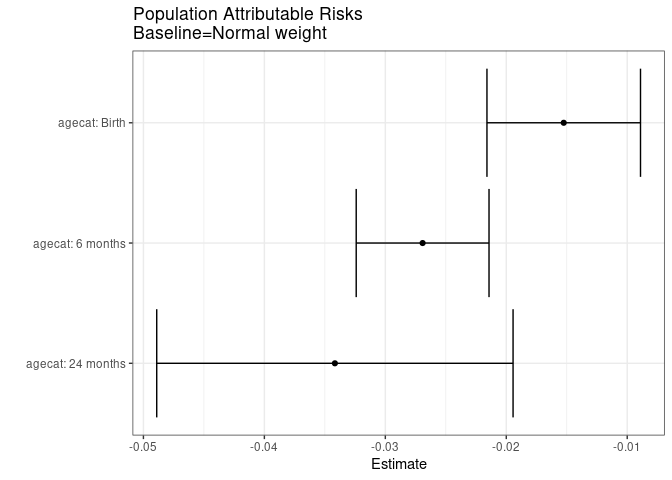 Population Attributable Risks
Baseline=Normal weight
agecat: Birth
agecat: 6 months
agecat: 24 months
-0.05 -0.04 -0.03 -0.02 -0.01
Estimate